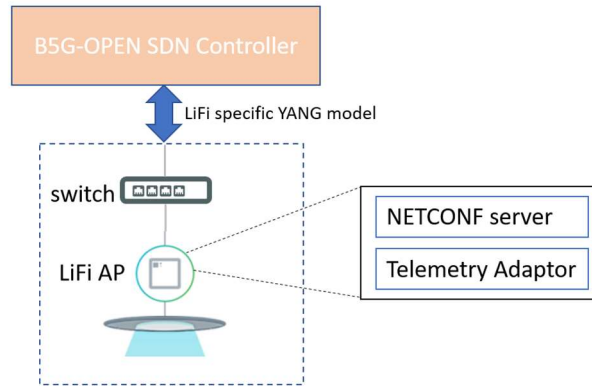 B5G-OPEN SDN Controller
LiFi specific YANG model
switch
NETCONF server
LiFi AP
Telemetry Adaptor